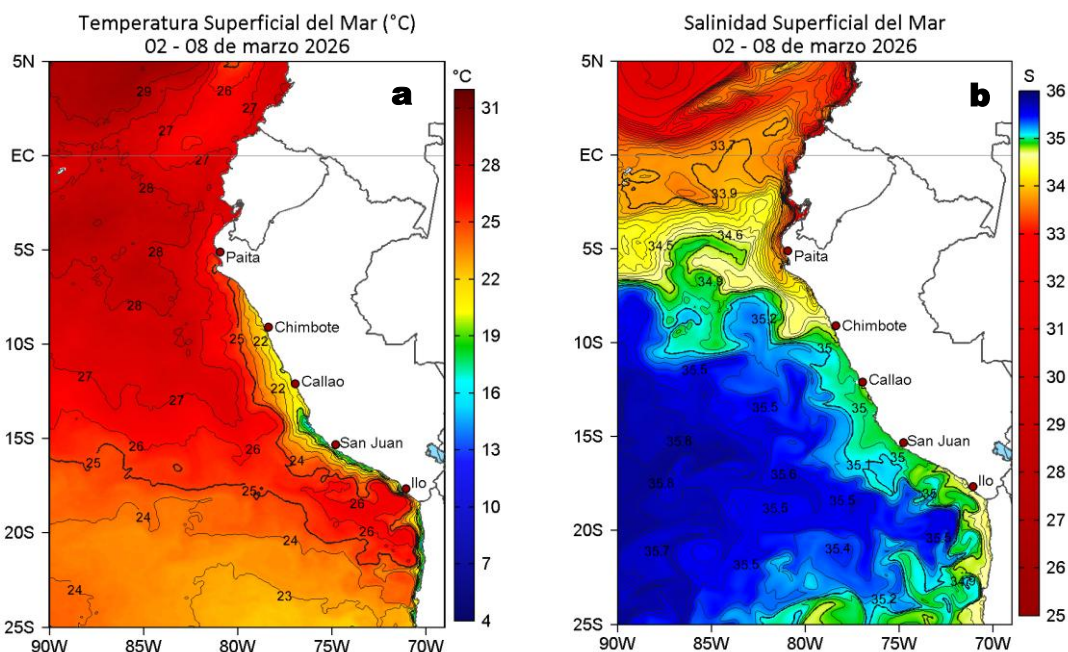 Temperatura Superficial del Mar (°C)
02 - 08 de marzo 2026
5N
EC
5S
10S
15S
20S
25S
90W
85W
80W
75W
70W
a
29
28
27
27
27
28
28
28
25
22
22
27
27
26
26
24
25
25
26
26
24
24
24
23
Paita
Chimbote
Callao
San Juan
Ilo
°C
31
28
25
22
19
16
13
10
7
4
Salinidad Superficial del Mar
02 - 08 de marzo 2026
5N
EC
5S
10S
15S
20S
25S
90W
85W
80W
75W
70W
b
33.7
33.9
34.6
34.5
34.9
35.2
35
35.5
35.5
35
35.6
35.1
35
35.6
35.8
35.5
35
35.5
35.5
35.7
35.4
35.5
34.9
35.2
Paita
Chimbote
Callao
San Juan
Ilo
S
36
35
34
33
32
31
30
29
28
27
26
25